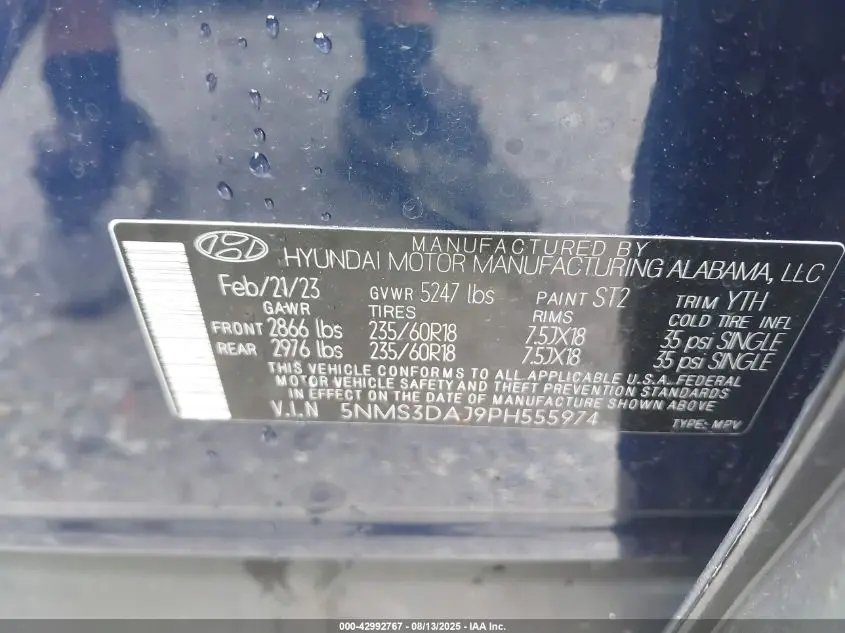 MANUFACTURED BY
HYUNDAI MOTOR MANUFACTURING ALABAMA, LLC
Feb/21/23 GVWR 5247 lbs PAINT ST2 TRIM YTH
GAWR TIRES RIMS COLD TIRE INFL
FRONT 2866 lbs 235/60R18 7.5JX18 35 psi SINGLE
REAR 2976 lbs 235/60R18 7.5JX18 35 psi SINGLE
THIS VEHICLE CONFORMS TO ALL APPLICABLE U.S.A. FEDERAL
MOTOR VEHICLE SAFETY AND THEFT PREVENTION STANDARDS
IN EFFECT ON THE DATE OF MANUFACTURE SHOWN ABOVE
V.I.N 5NMS3DAJ9PH555974 TYPE: MPV
000-42992767 - 08/13/2025 - IAA Inc.